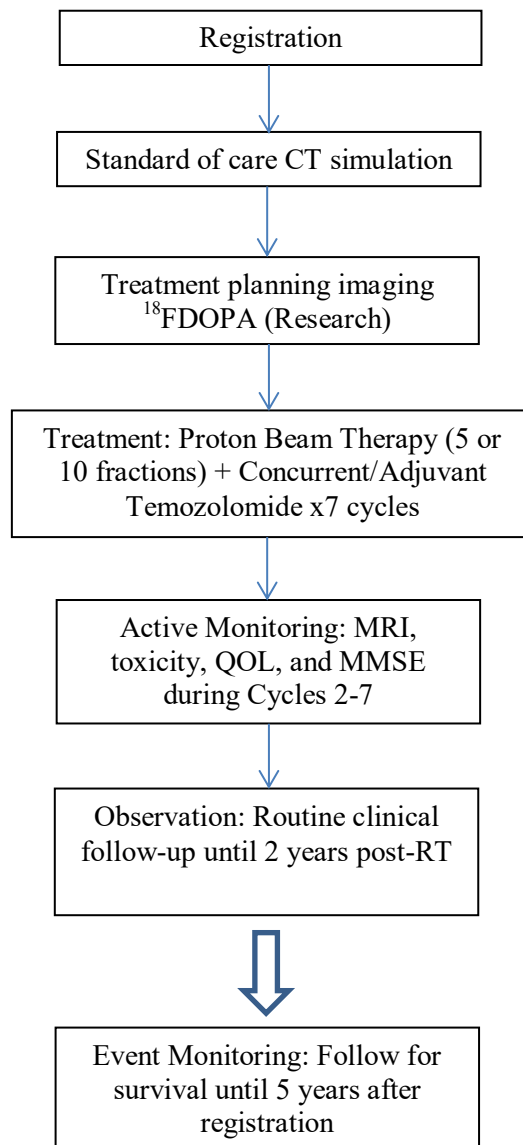 Registration
Standard of care CT simulation
Treatment planning imaging
¹⁸FDOPA (Research)
Treatment: Proton Beam Therapy (5 or
10 fractions) + Concurrent/Adjuvant
Temozolomide x7 cycles
Active Monitoring: MRI,
toxicity, QOL, and MMSE
during Cycles 2-7
Observation: Routine clinical
follow-up until 2 years post-RT
Event Monitoring: Follow for
survival until 5 years after
registration